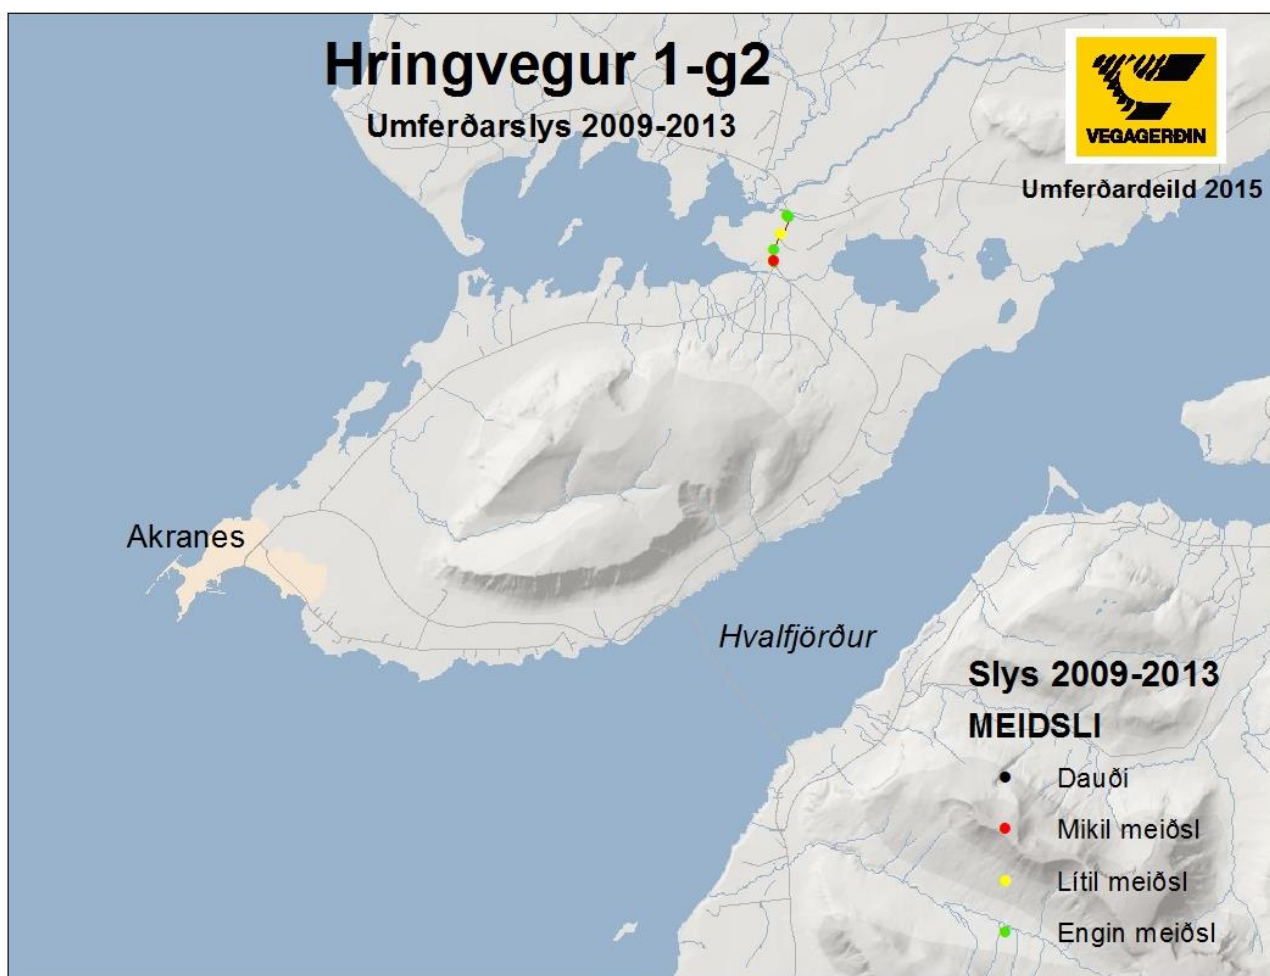 Hringvegur 1-g2
Umferðarslys 2009-2013
VEGAGERÐIN
Umferðardeild 2015
Akranes
Hvalfjörður
Slys 2009-2013
MEIDSLI
Dauði
Mikil meiðsl
Lítil meiðsl
Engin meiðsl